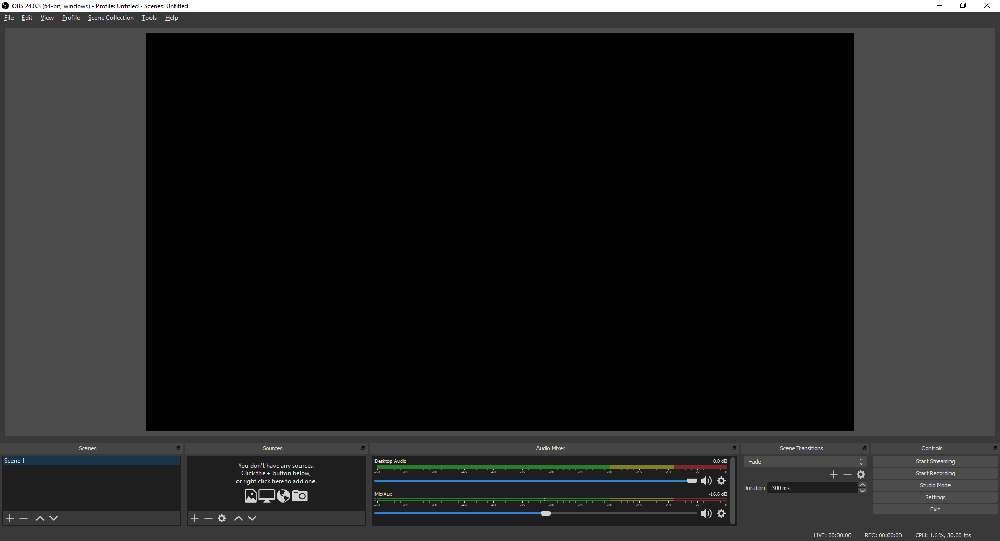 OBS 24.0.3 (64-bit, windows) - Profile: Untitled - Scenes: Untitled
File Edit View Profile Scene Collection Tools Help
Scenes
Scene 1
Sources
You don't have any sources.
Click the + button below,
or right click here to add one.
Audio Mixer
Desktop Audio 0.0 dB
-60 -55 -50 -45 -40 -35 -30 -25 -20 -15 -10 -5 0
Mic/Aux -16.6 dB
-60 -55 -50 -45 -40 -35 -30 -25 -20 -15 -10 -5 0
Scene Transitions
Fade
Duration 300 ms
Controls
Start Streaming
Start Recording
Studio Mode
Settings
Exit
LIVE: 00:00:00 REC: 00:00:00 CPU: 1.6%, 30.00 fps